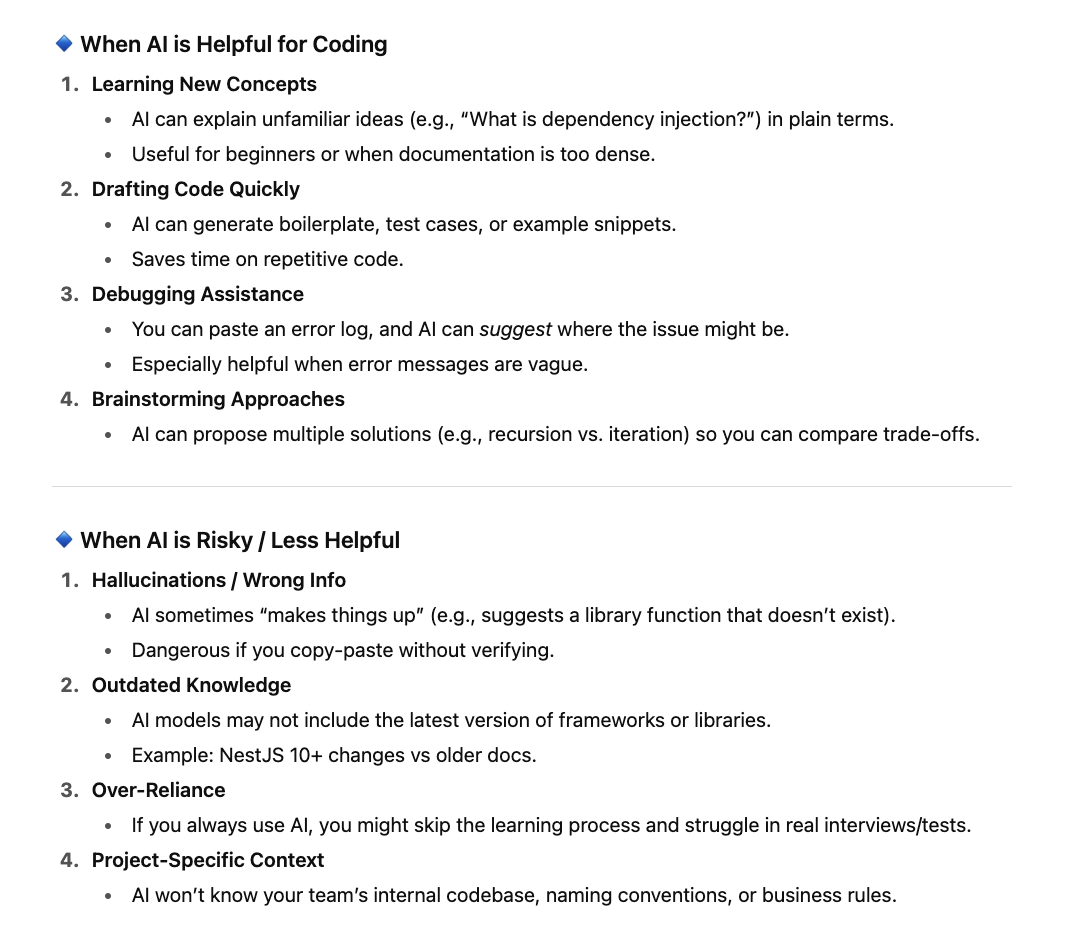 🔹 When AI is Helpful for Coding
1. Learning New Concepts
• AI can explain unfamiliar ideas (e.g., “What is dependency injection?”) in plain terms.
• Useful for beginners or when documentation is too dense.
2. Drafting Code Quickly
• AI can generate boilerplate, test cases, or example snippets.
• Saves time on repetitive code.
3. Debugging Assistance
• You can paste an error log, and AI can suggest where the issue might be.
• Especially helpful when error messages are vague.
4. Brainstorming Approaches
• AI can propose multiple solutions (e.g., recursion vs. iteration) so you can compare trade-offs.
🔹 When AI is Risky / Less Helpful
1. Hallucinations / Wrong Info
• AI sometimes “makes things up” (e.g., suggests a library function that doesn’t exist).
• Dangerous if you copy-paste without verifying.
2. Outdated Knowledge
• AI models may not include the latest version of frameworks or libraries.
• Example: NestJS 10+ changes vs older docs.
3. Over-Reliance
• If you always use AI, you might skip the learning process and struggle in real interviews/tests.
4. Project-Specific Context
• AI won’t know your team’s internal codebase, naming conventions, or business rules.